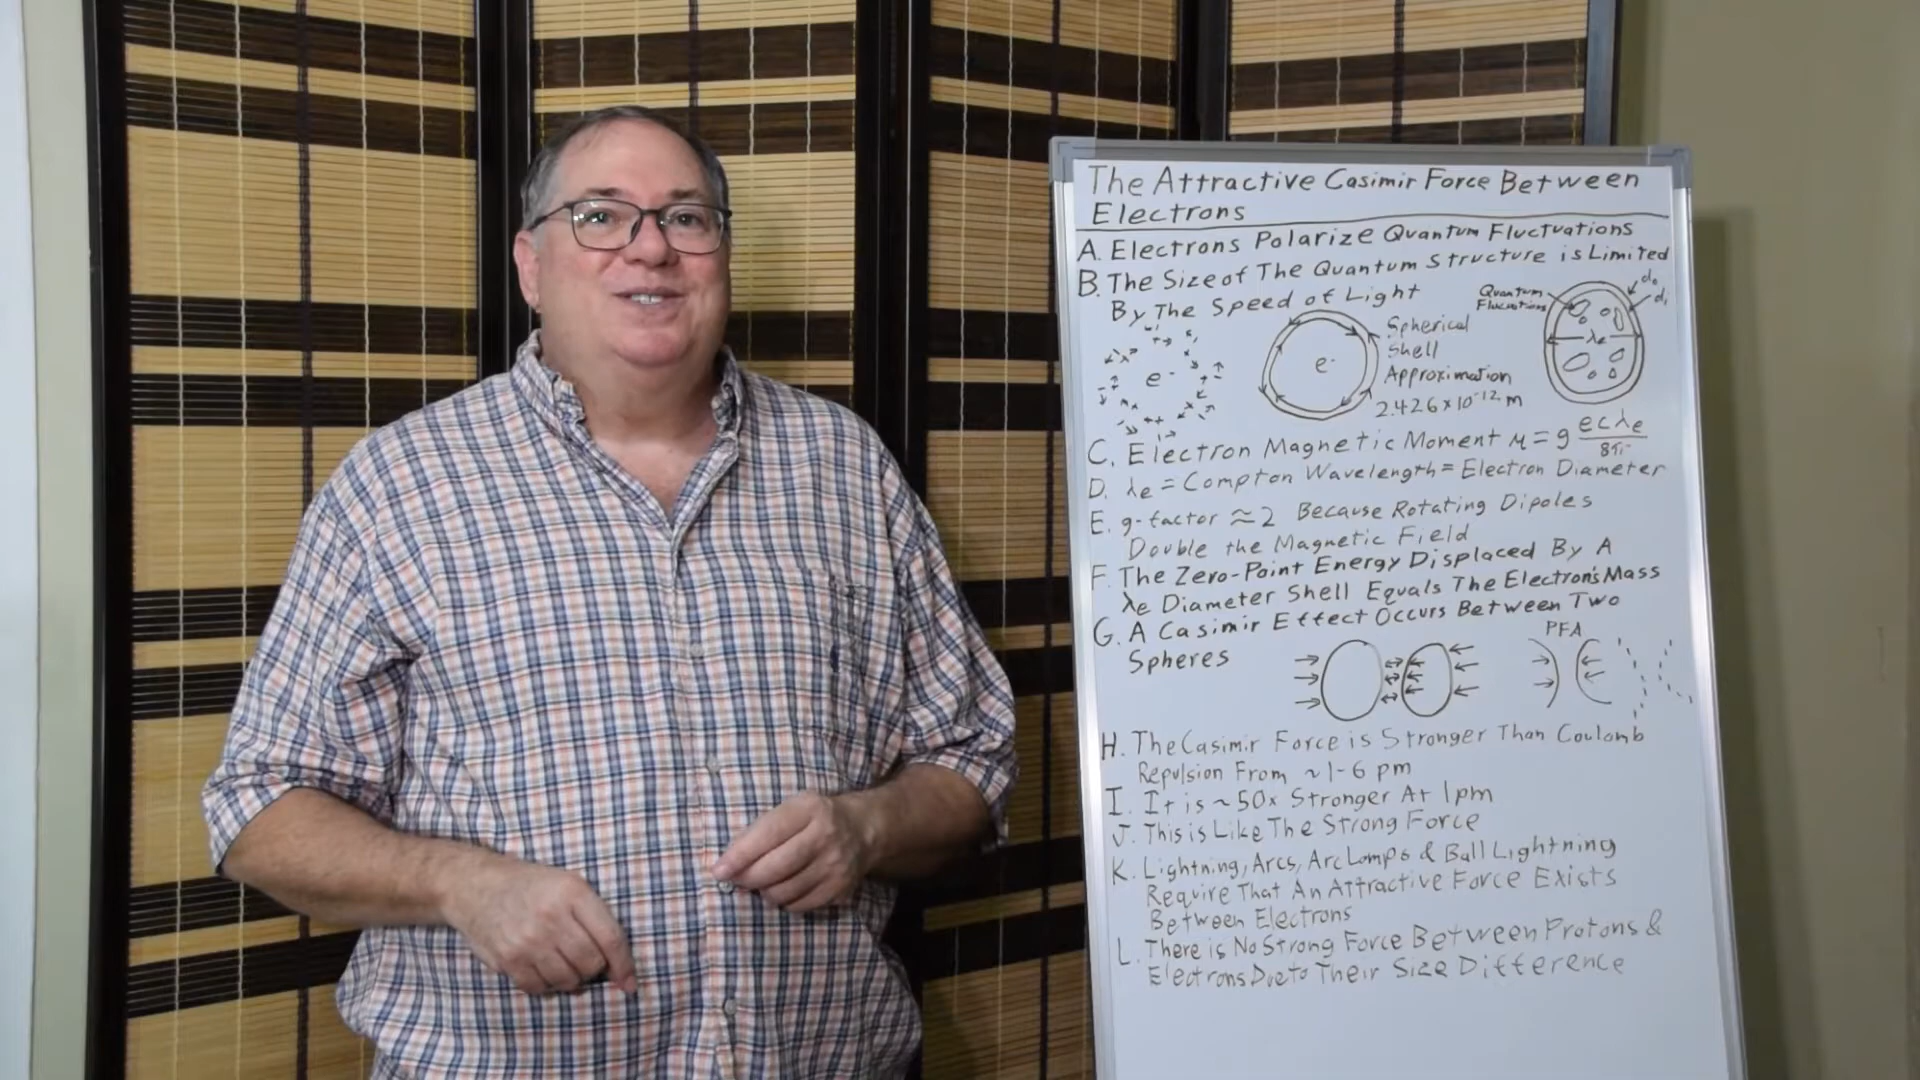 The Attractive Casimir Force Between
Electrons
A. Electrons Polarize Quantum Fluctuations
B. The Size of The Quantum Structure is Limited
By The Speed of Light
Quantum
Fluctuations
do
di
λe
e-
e-
Spherical
Shell
Approximation
2.426x10-12 m
C. Electron Magnetic Moment μ = g ecλe
8π
D. λe = Compton Wavelength = Electron Diameter
E. g-factor ≈ 2 Because Rotating Dipoles
Double the Magnetic Field
F. The Zero-Point Energy Displaced By A
λe Diameter Shell Equals The Electron's Mass
G. A Casimir Effect Occurs Between Two
Spheres
PFA
H. The Casimir Force is Stronger Than Coulomb
Repulsion From ~1-6 pm
I. It is ~50x Stronger At 1pm
J. This is Like The Strong Force
K. Lightning, Arcs, Arc Lamps & Ball Lightning
Require That An Attractive Force Exists
Between Electrons
L. There is No Strong Force Between Protons &
Electrons Due to Their Size Difference